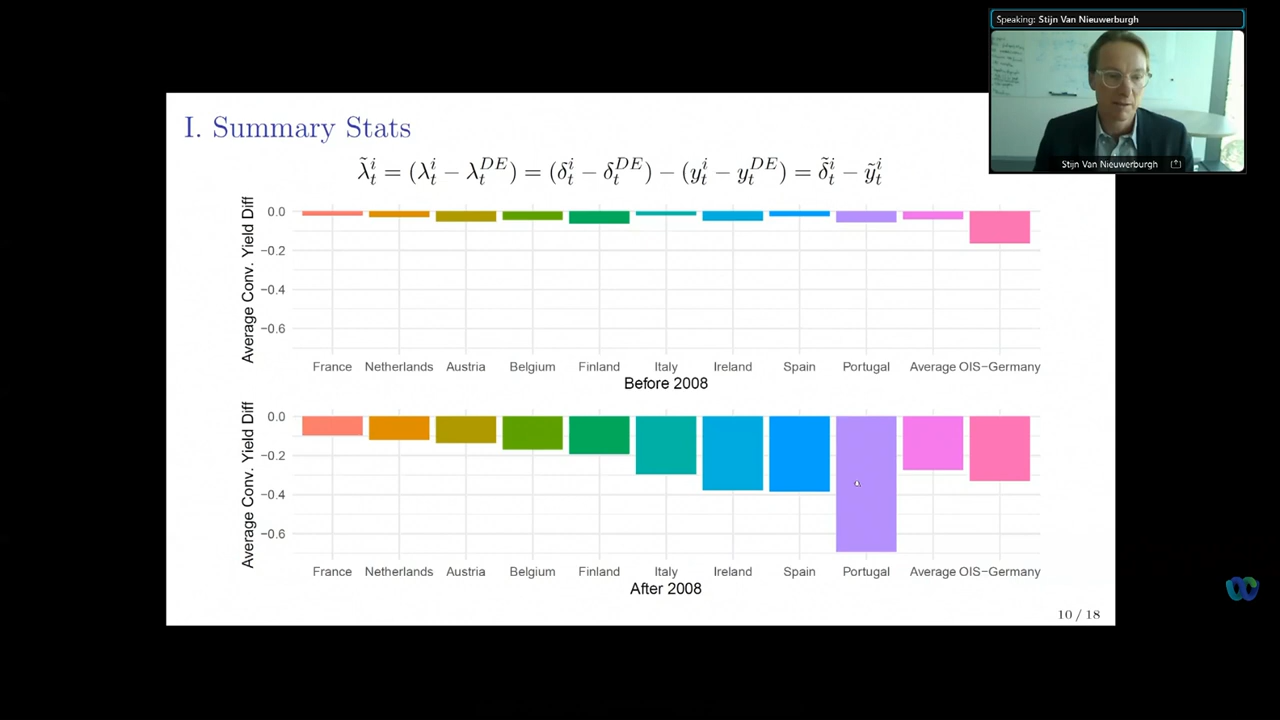 Speaking: Stijn Van Nieuwerburgh
Stijn Van Nieuwerburgh
I. Summary Stats
λ̃ᵢₜ = (λᵢₜ − λᴰᴱₜ) = (δᵢₜ − δᴰᴱₜ) − (yᵢₜ − yᴰᴱₜ) = δ̃ᵢₜ − ỹᵢₜ
Average Conv. Yield Diff
0.0
−0.2
−0.4
−0.6
France Netherlands Austria Belgium Finland Italy Ireland Spain Portugal Average OIS−Germany
Before 2008
Average Conv. Yield Diff
0.0
−0.2
−0.4
−0.6
France Netherlands Austria Belgium Finland Italy Ireland Spain Portugal Average OIS−Germany
After 2008
10 / 18